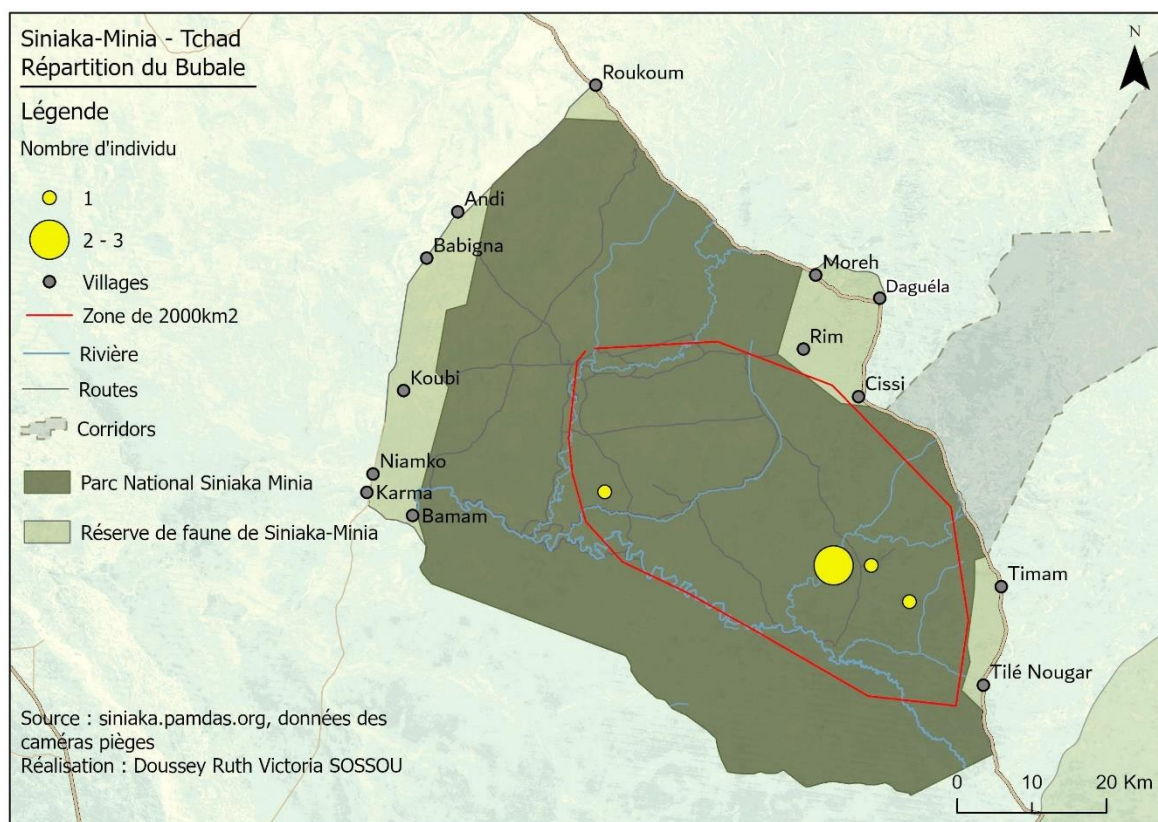 Siniaka-Minia - Tchad
Répartition du Bubale
Légende
Nombre d'individu
1
2 - 3
Villages
Zone de 2000km2
Rivière
Routes
Corridors
Parc National Siniaka Minia
Réserve de faune de Siniaka-Minia
Source : siniaka.pamdas.org, données des
caméras pièges
Réalisation : Doussey Ruth Victoria SOSSOU
N
Roukoum
Andi
Babigna
Moreh
Daguéla
Rim
Koubi
Cissi
Niamko
Karma
Bamam
Timam
Tilé Nougar
0 10 20 Km